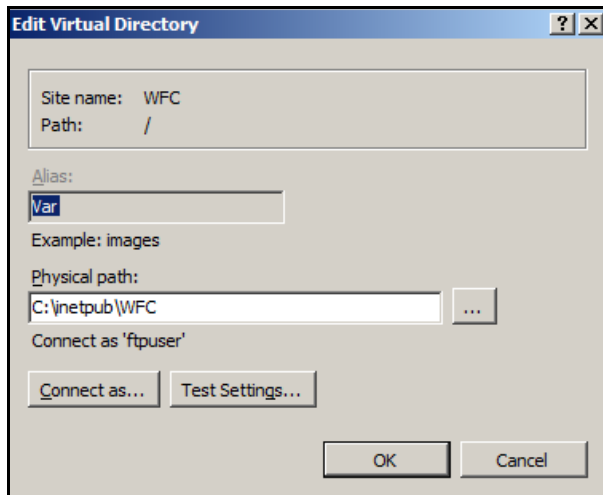 Edit Virtual Directory
? X
Site name: WFC
Path: /
Alias:
Var
Example: images
Physical path:
C:\inetpub\WFC
...
Connect as 'ftpuser'
Connect as... Test Settings...
OK Cancel